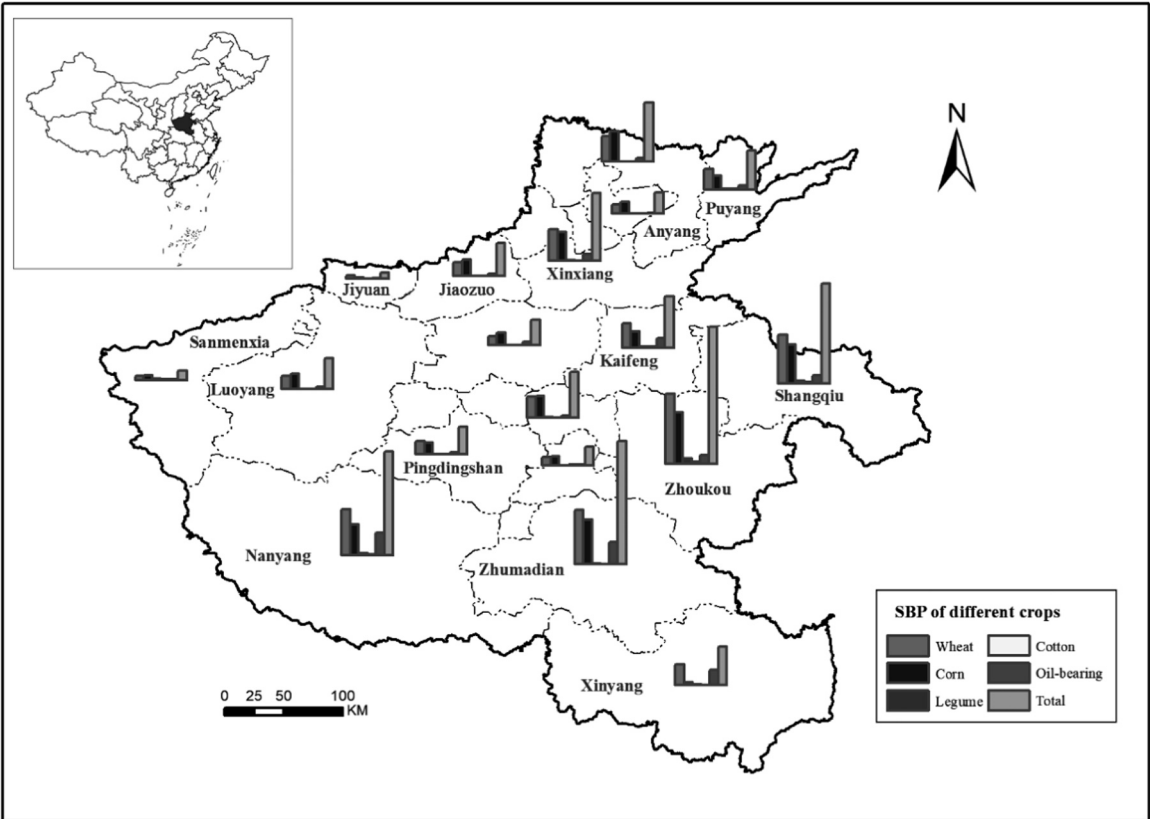 N
Puyang
Anyang
Xinxiang
Jiyuan
Jiaozuo
Sanmenxia
Kaifeng
Luoyang
Shangqiu
Pingdingshan
Zhoukou
Nanyang
Zhumadian
Xinyang
0 25 50 100
KM
SBP of different crops
Wheat
Cotton
Corn
Oil-bearing
Legume
Total